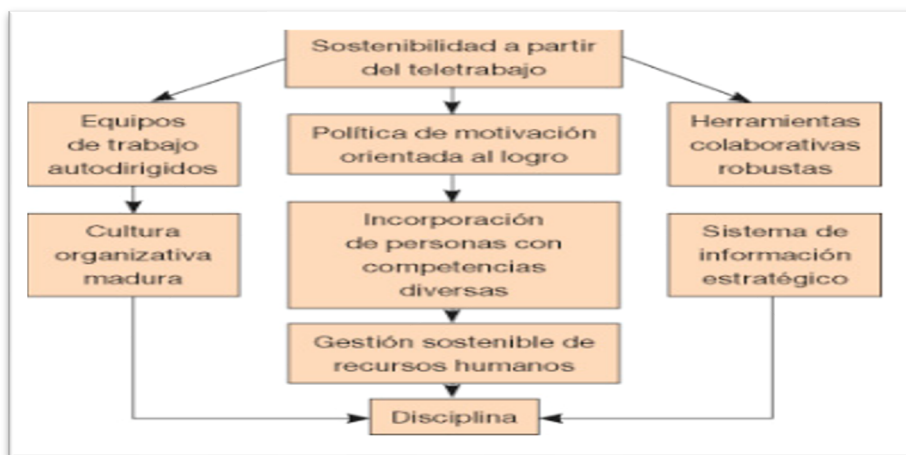 Sostenibilidad a partir
del teletrabajo
Equipos
de trabajo
autodirigidos
Política de motivación
orientada al logro
Herramientas
colaborativas
robustas
Cultura
organizativa
madura
Incorporación
de personas con
competencias
diversas
Sistema de
información
estratégico
Gestión sostenible de
recursos humanos
Disciplina